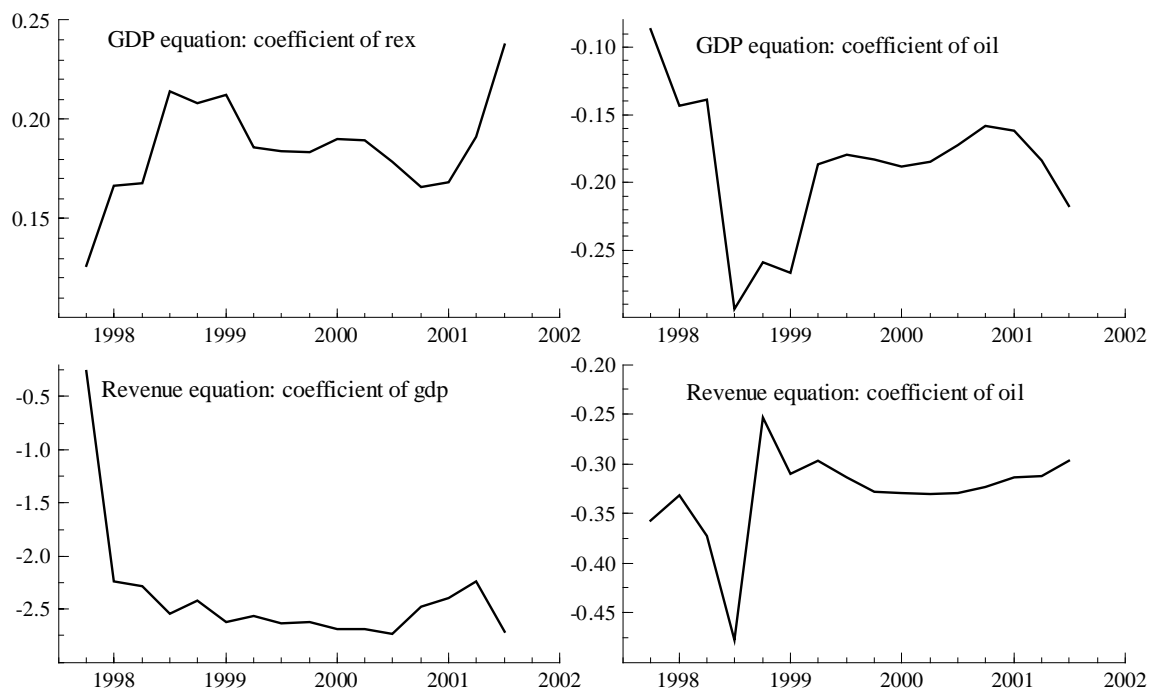 0.25
GDP equation: coefficient of rex
0.20
0.15
1998 1999 2000 2001 2002
-0.10
GDP equation: coefficient of oil
-0.15
-0.20
-0.25
1998 1999 2000 2001 2002
-0.5
Revenue equation: coefficient of gdp
-1.0
-1.5
-2.0
-2.5
1998 1999 2000 2001 2002
-0.20
Revenue equation: coefficient of oil
-0.25
-0.30
-0.35
-0.40
-0.45
1998 1999 2000 2001 2002